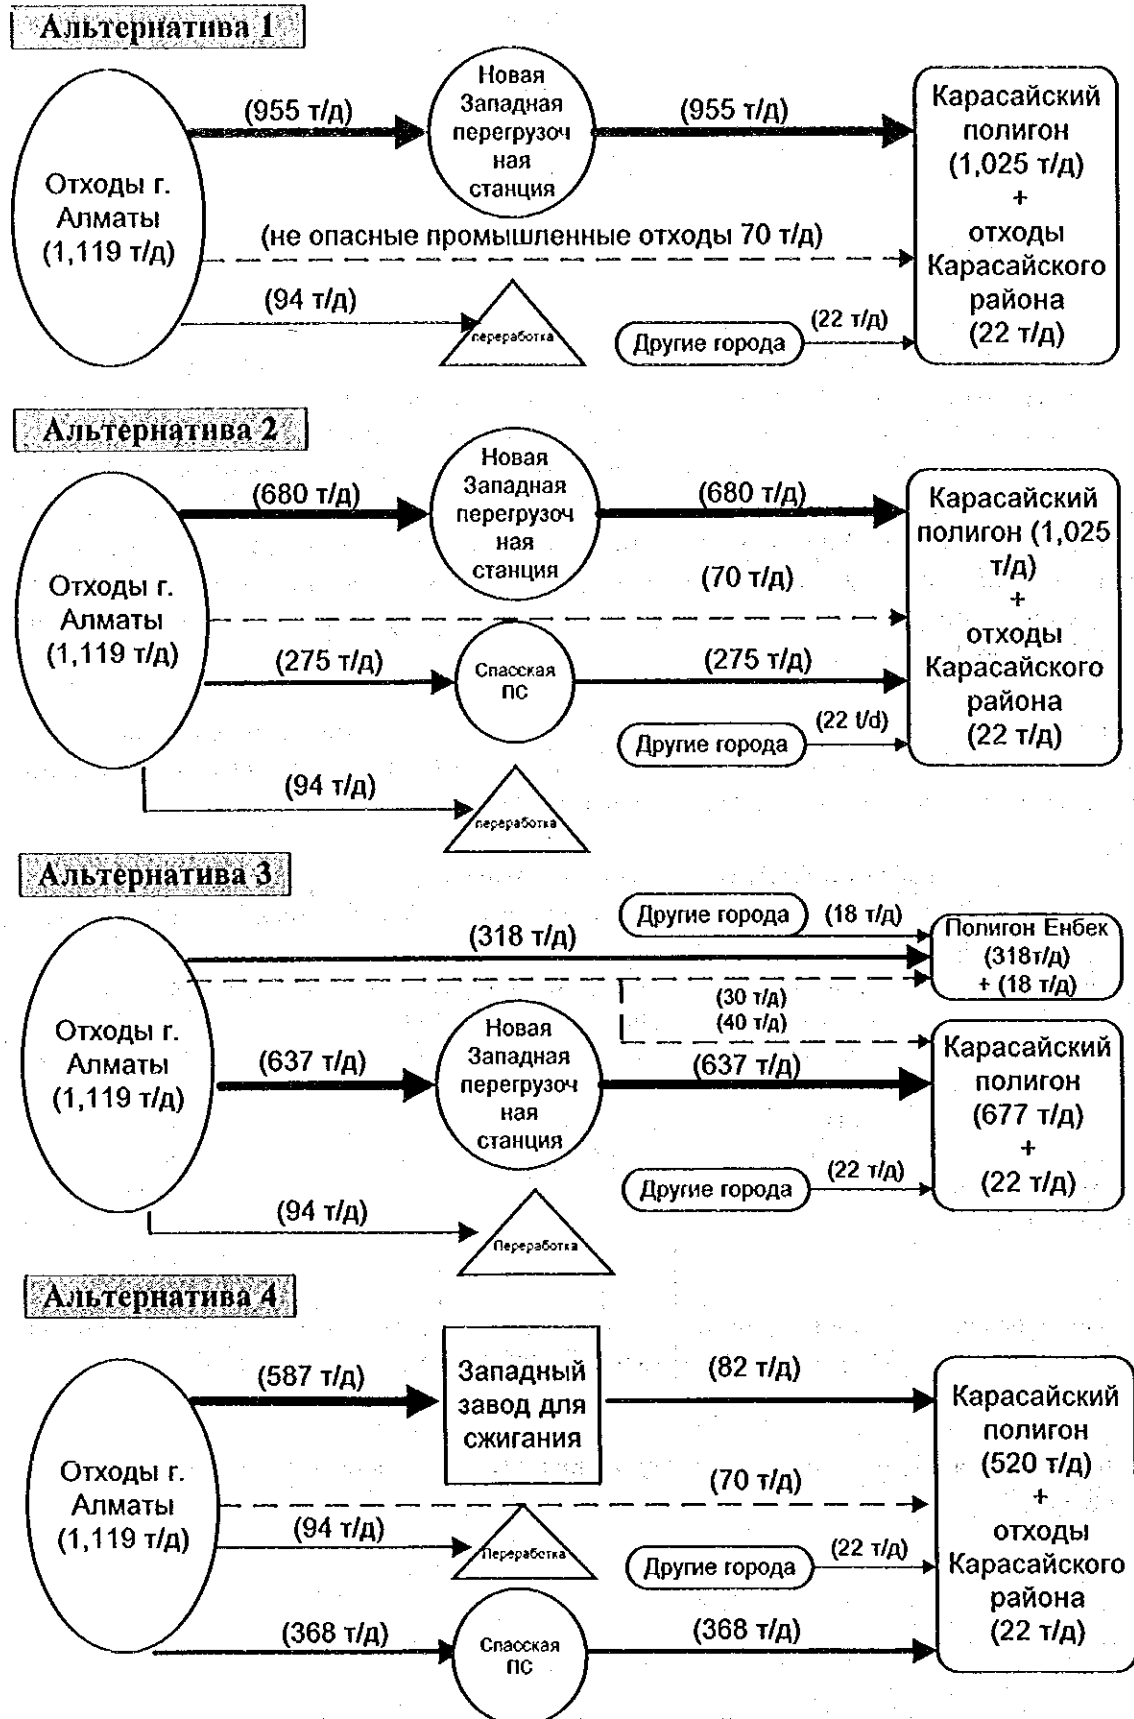 Альтернатива 1
(955 т/д)
Новая
Западная
перегрузоч
ная
станция
(955 т/д)
Карасайский
полигон
(1,025 т/д)
+
отходы
Карасайского
района
(22 т/д)
Отходы г.
Алматы
(1,119 т/д)
(не опасные промышленные отходы 70 т/д)
(94 т/д)
переработка
Другие города
(22 т/д)
Альтернатива 2
(680 т/д)
Новая
Западная
перегрузоч
ная
станция
(680 т/д)
Карасайский
полигон (1,025
т/д)
+
отходы
Карасайского
района
(22 т/д)
Отходы г.
Алматы
(1,119 т/д)
(70 т/д)
(275 т/д)
Спасская
ПС
(275 т/д)
Другие города
(22 t/d)
(94 т/д)
переработка
Альтернатива 3
Другие города
(18 т/д)
(318 т/д)
Полигон Енбек
(318т/д)
+ (18 т/д)
(30 т/д)
(40 т/д)
Отходы г.
Алматы
(1,119 т/д)
(637 т/д)
Новая
Западная
перегрузоч
ная
станция
(637 т/д)
Карасайский
полигон
(677 т/д)
+
(22 т/д)
Другие города
(22 т/д)
(94 т/д)
Переработка
Альтернатива 4
(587 т/д)
Западный
завод для
сжигания
(82 т/д)
Карасайский
полигон
(520 т/д)
+
отходы
Карасайского
района
(22 т/д)
Отходы г.
Алматы
(1,119 т/д)
(70 т/д)
(94 т/д)
Переработка
Другие города
(22 т/д)
(368 т/д)
Спасская
ПС
(368 т/д)